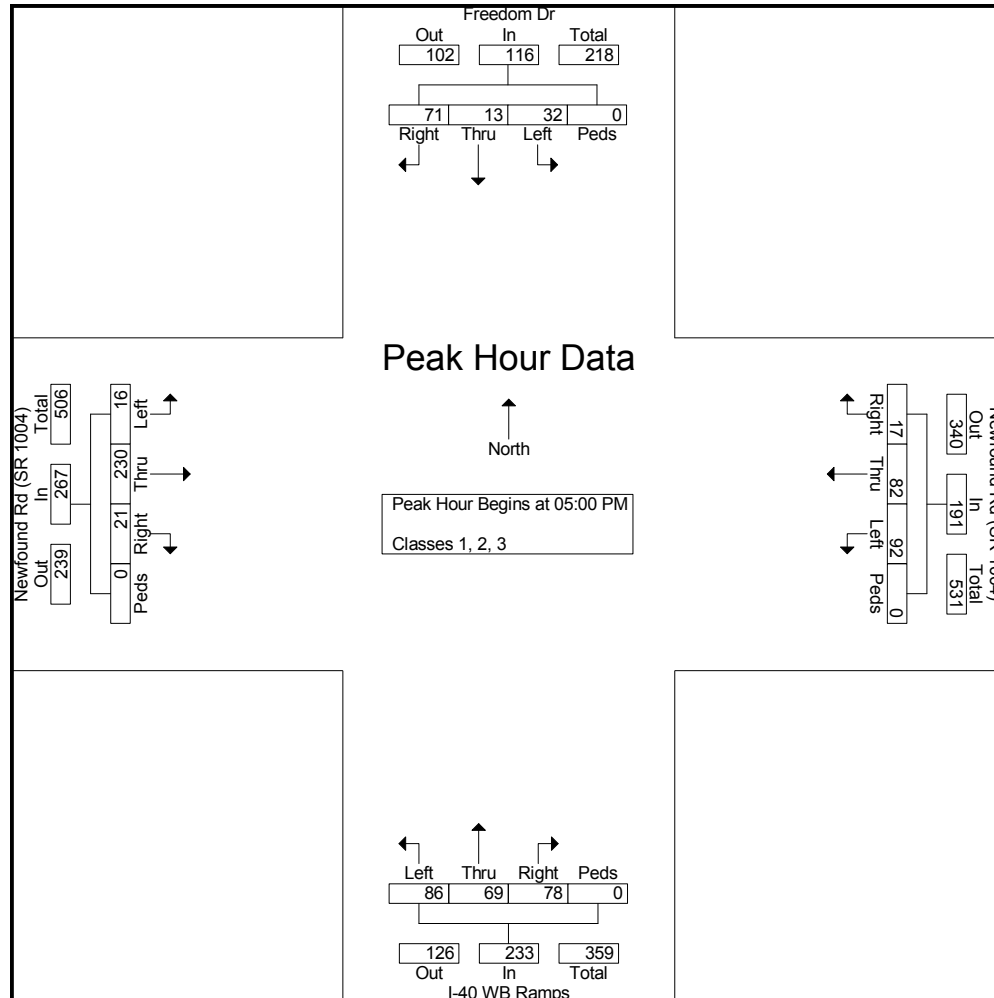 Freedom Dr
Out In Total
102 116 218
71 13 32 0
Right Thru Left Peds
Peak Hour Data
North
Peak Hour Begins at 05:00 PM
Classes 1, 2, 3
Newfound Rd (SR 1004)
Out In Total
239 267 506
16 230 21 0
Left Thru Right Peds
Right Thru Left Peds
17 82 92 0
Out In Total
340 191 531
Newfound Rd (SR 1004)
Left Thru Right Peds
86 69 78 0
126 233 359
Out In Total
I-40 WB Ramps